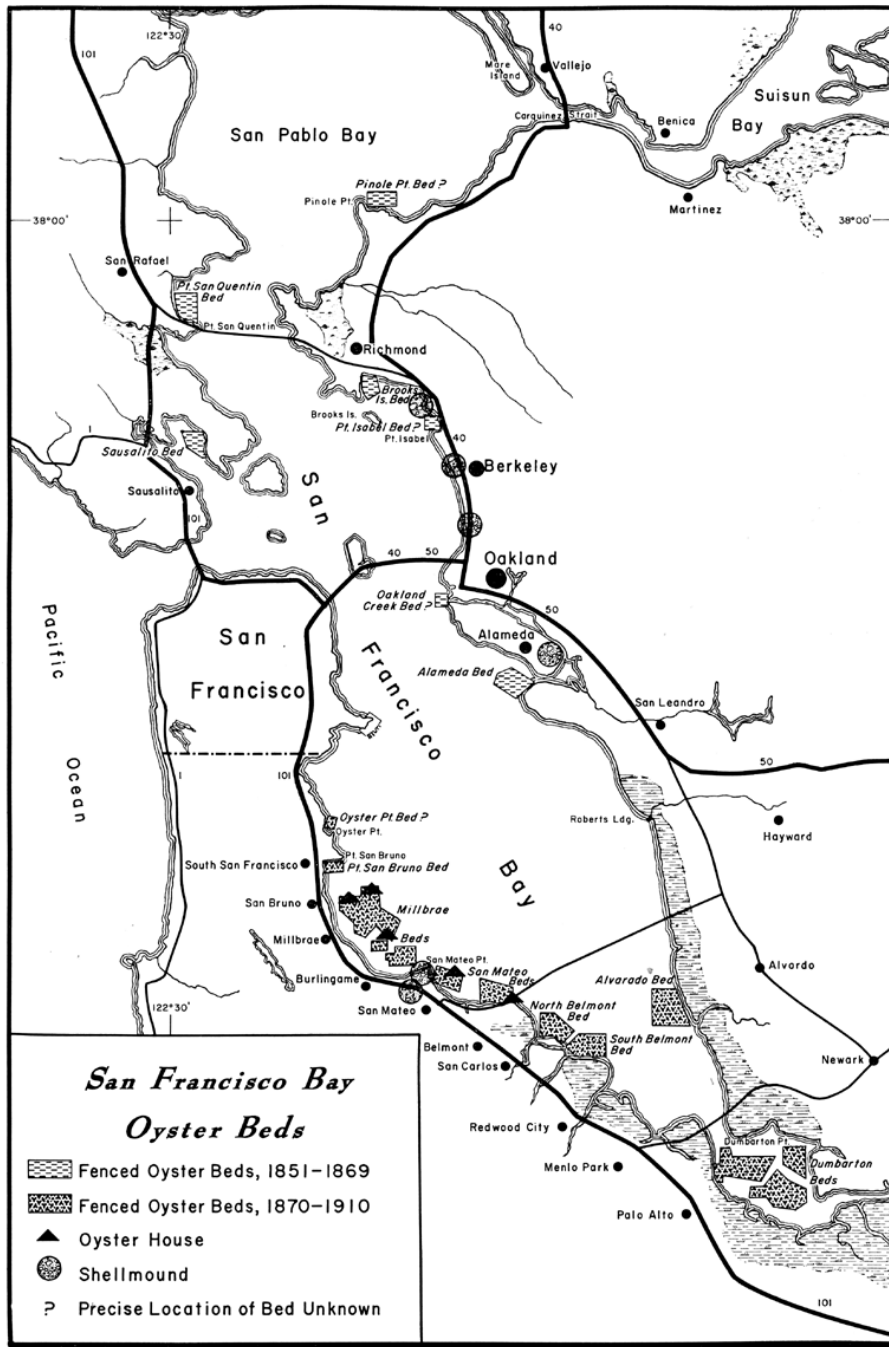 122°30'
101
40
Mare
Island
Vallejo
Suisun
Bay
Carquinez Strait
Benica
San Pablo Bay
Martinez
Pinole Pt. Bed ?
Pinole Pt.
38°00'
38°00'
San Rafael
Pt. San Quentin
Bed
Pt. San Quentin
Richmond
Brooks
Is. Bed
Brooks Is.
Pt. Isabel Bed ?
Pt. Isabel
40
1
Sausalito Bed
Sausalito
101
Berkeley
San
Francisco
Bay
40
50
Oakland
Oakland
Creek Bed ?
50
Alameda
Alameda Bed
San Leandro
50
Pacific
Ocean
San
Francisco
1
101
Oyster Pt. Bed ?
Oyster Pt.
Roberts Ldg.
Hayward
Pt. San Bruno
Pt. San Bruno Bed
South San Francisco
San Bruno
Millbrae
Beds
Millbrae
San Mateo Pt.
San Mateo
Beds
Burlingame
San Mateo
Alvarado Bed
Alvardo
122°30'
North Belmont
Bed
South Belmont
Bed
Belmont
San Carlos
Newark
Redwood City
Dumbarton Pt.
Dumbarton
Beds
Menlo Park
Palo Alto
101
San Francisco Bay
Oyster Beds
Fenced Oyster Beds, 1851–1869
Fenced Oyster Beds, 1870–1910
Oyster House
Shellmound
? Precise Location of Bed Unknown